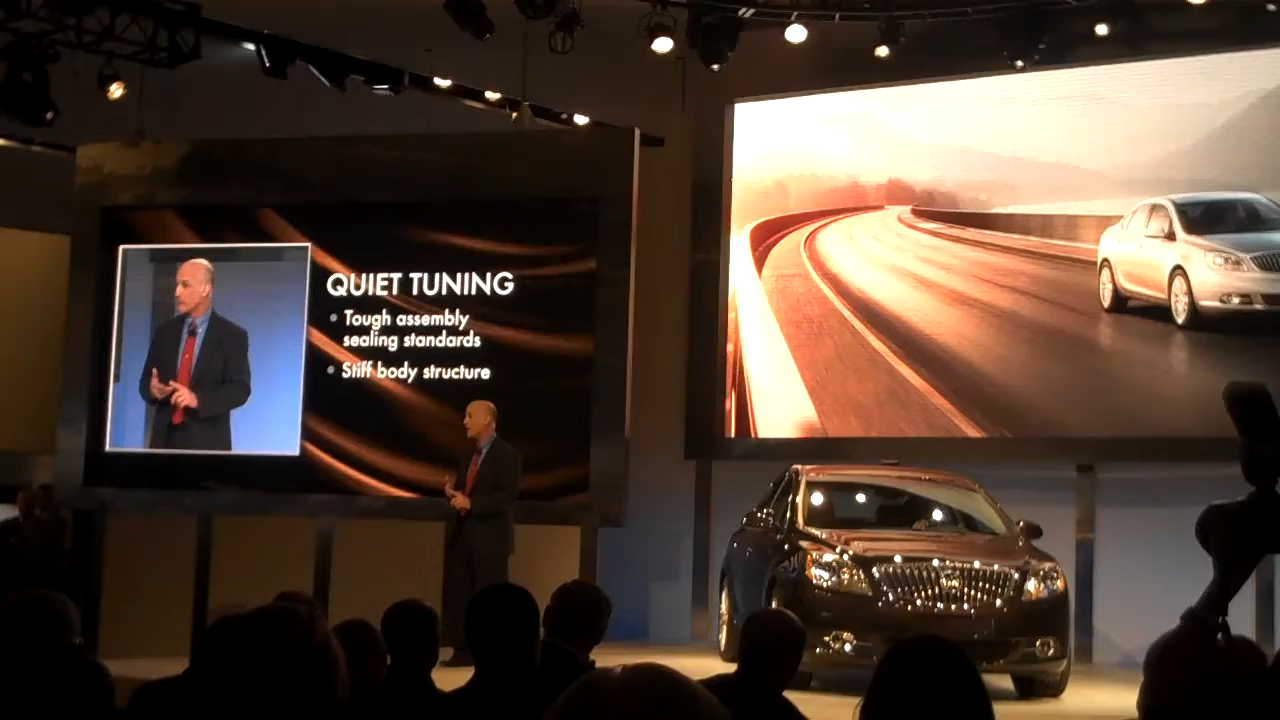 QUIET TUNING
• Tough assembly
sealing standards
• Stiff body structure